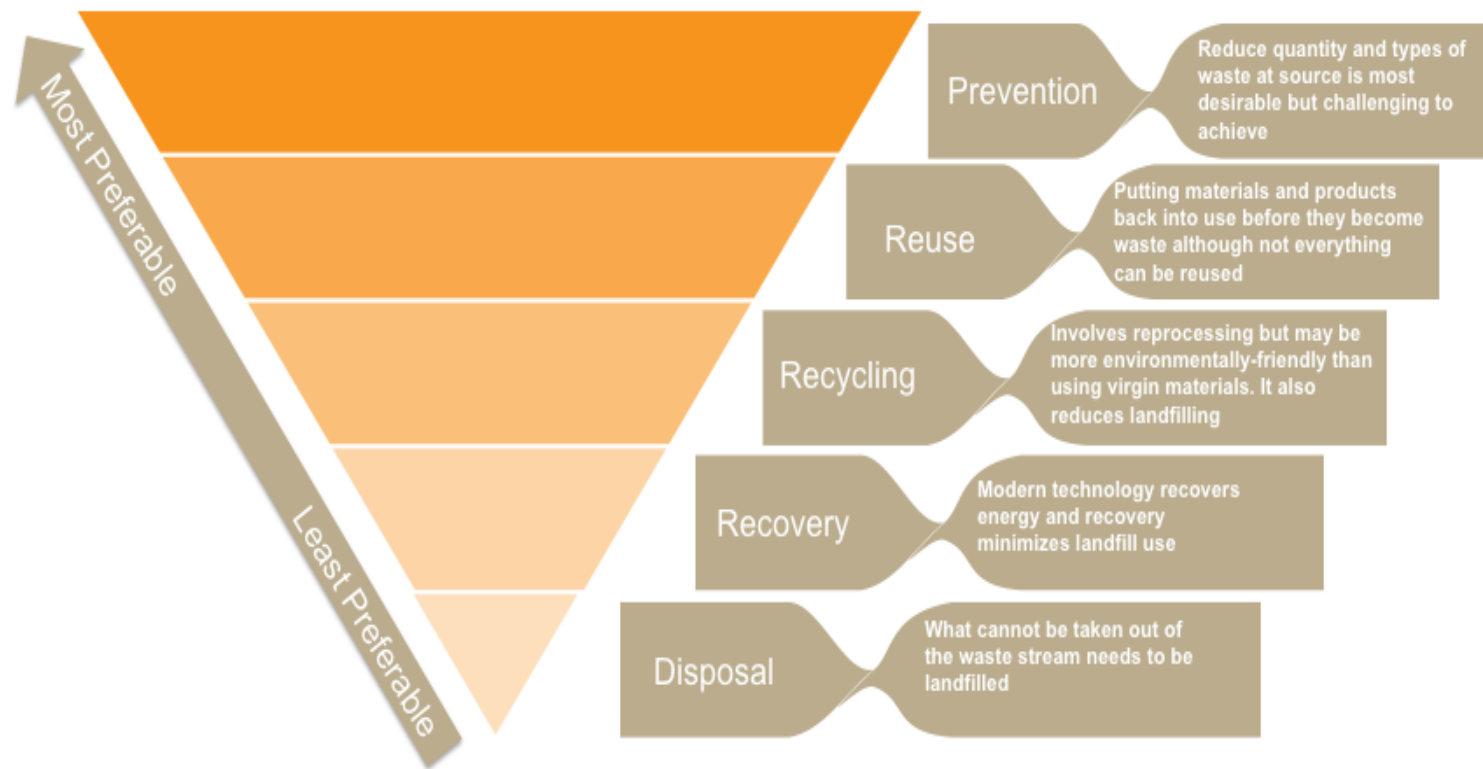 Most Preferable
Least Preferable
Prevention
Reduce quantity and types of
waste at source is most
desirable but challenging to
achieve
Reuse
Putting materials and products
back into use before they become
waste although not everything
can be reused
Recycling
Involves reprocessing but may be
more environmentally-friendly than
using virgin materials. It also
reduces landfilling
Recovery
Modern technology recovers
energy and recovery
minimizes landfill use
Disposal
What cannot be taken out of
the waste stream needs to be
landfilled